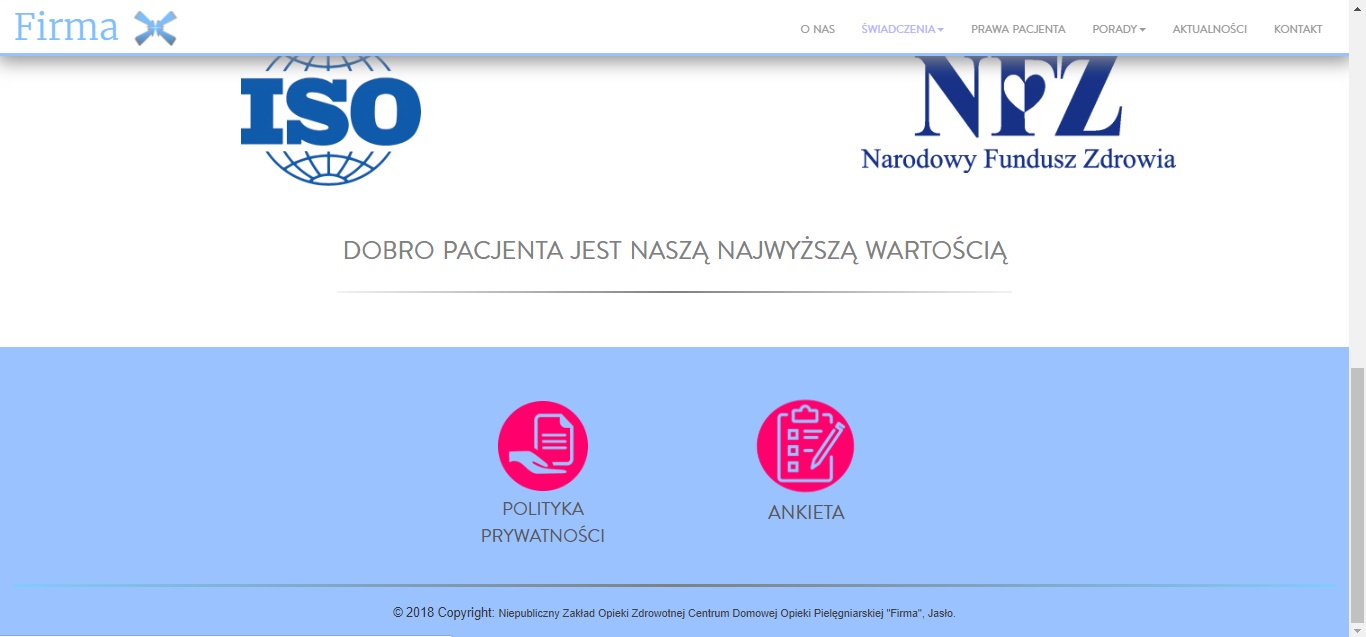 Firma
O NAS ŚWIADCZENIA PRAWA PACJENTA PORADY AKTUALNOŚCI KONTAKT
ISO
NFZ
Narodowy Fundusz Zdrowia
DOBRO PACJENTA JEST NASZĄ NAJWYŻSZĄ WARTOŚCIĄ
POLITYKA
PRYWATNOŚCI
ANKIETA
© 2018 Copyright: Niepubliczny Zakład Opieki Zdrowotnej Centrum Domowej Opieki Pielęgniarskiej "Firma", Jasło.